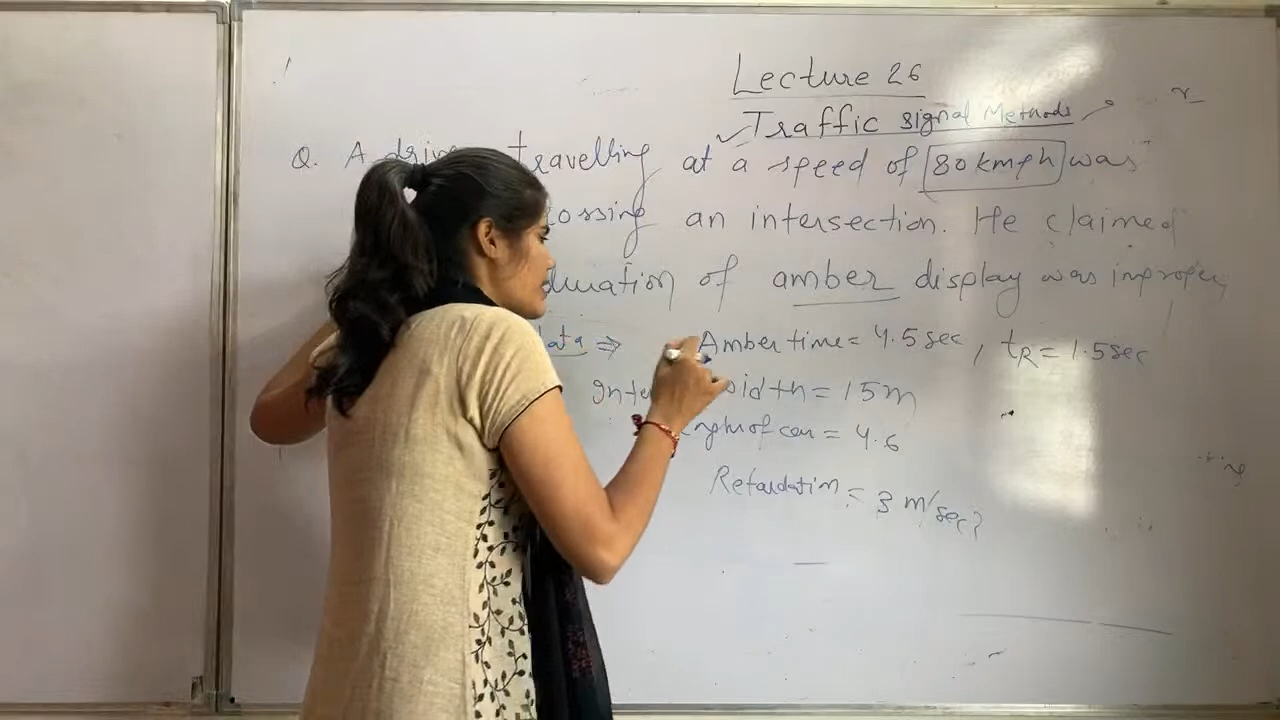 Lecture 26
Traffic signal Methods
Q. A travelling at a speed of 80 kmph was
an intersection. He claimed
of amber display was improper
⇒ Amber time = 4.5 sec, tR = 1.5 sec
= 15 m
of car = 4.6
Retardation = 3 m/sec2